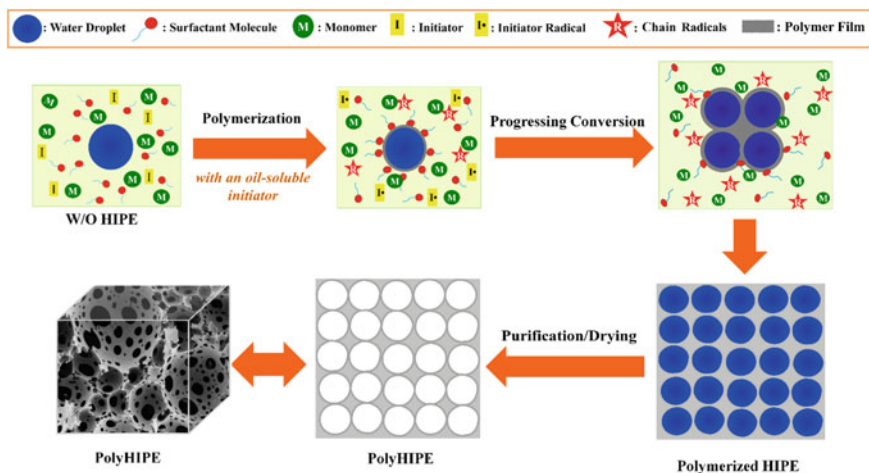 : Water Droplet : Surfactant Molecule M : Monomer I : Initiator I• : Initiator Radical R : Chain Radicals : Polymer Film
M I M M I M I M M I M
Polymerization
with an oil-soluble
initiator
I• M R I• M M R M I• R M R I• M M I• I•
Progressing Conversion
M M R M R M R R M M R M R M R
W/O HIPE
Purification/Drying
PolyHIPE
PolyHIPE
Polymerized HIPE